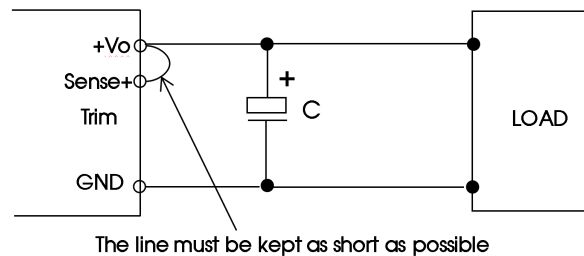 +Vo
Sense+
Trim
GND
+
C
LOAD
The line must be kept as short as possible